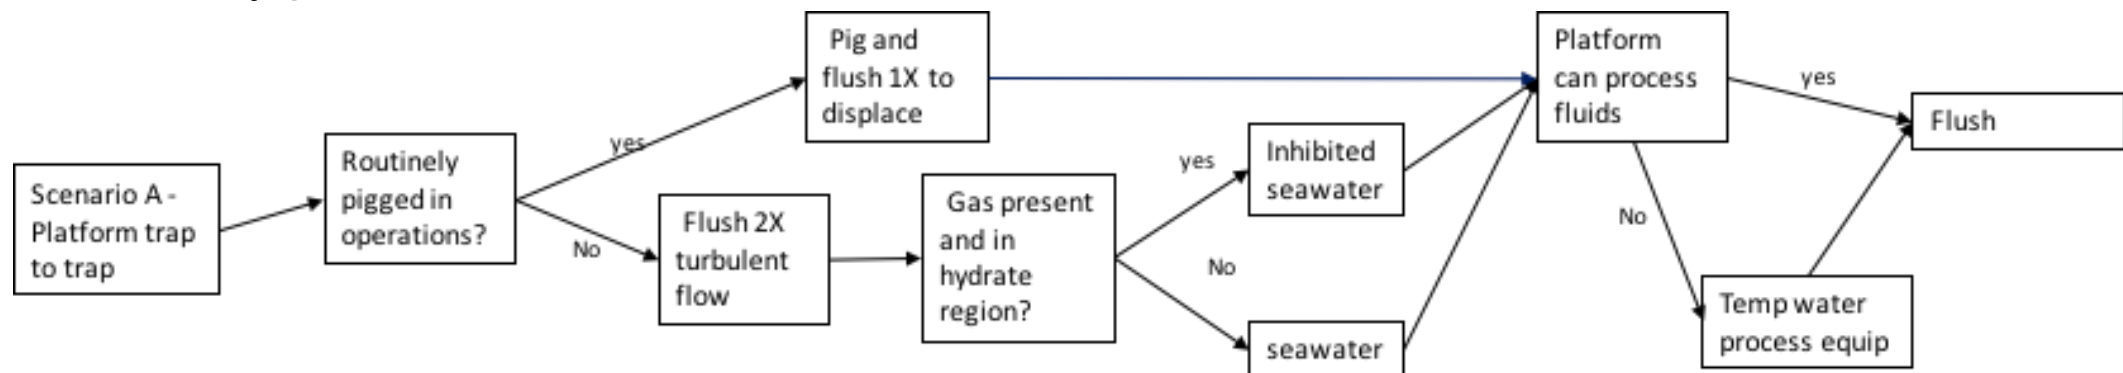 Scenario A -
Platform trap
to trap
Routinely
pigged in
operations?
yes
No
Pig and
flush 1X to
displace
Flush 2X
turbulent
flow
Gas present
and in
hydrate
region?
yes
No
Inhibited
seawater
seawater
Platform
can process
fluids
yes
No
Flush
Temp water
process equip